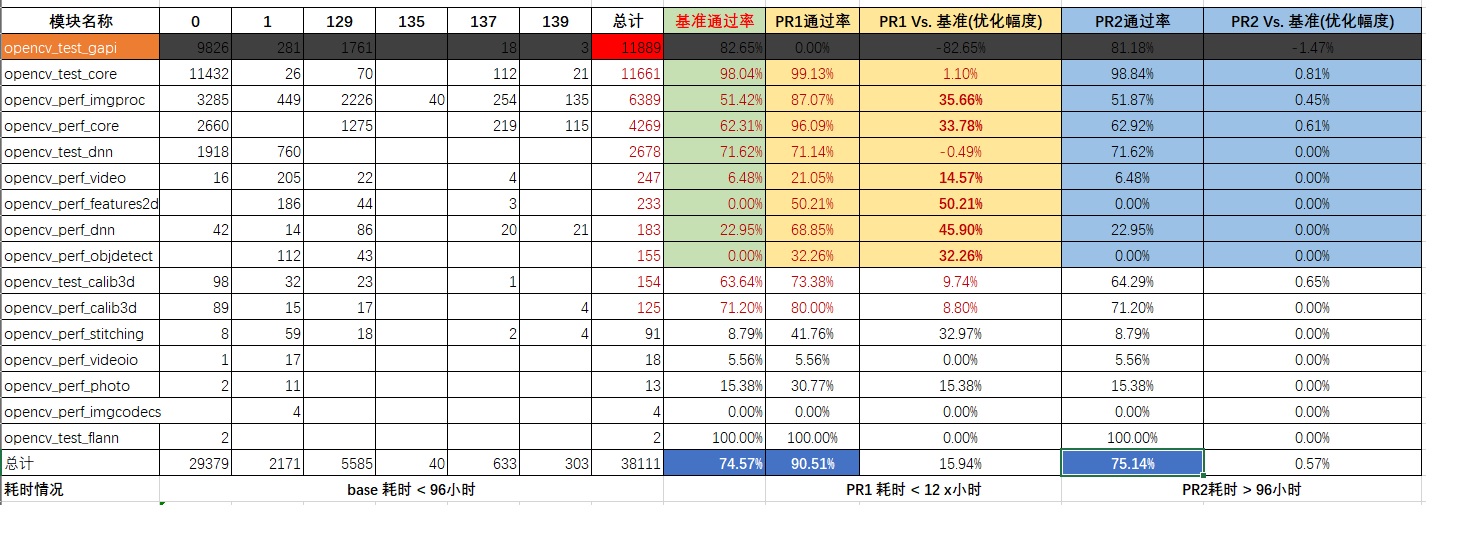 模块名称 0 1 129 135 137 139 总计 基准通过率 PR1通过率 PR1 Vs. 基准(优化幅度) PR2通过率 PR2 Vs. 基准(优化幅度)
opencv_test_gapi 9826 281 1761 18 3 11889 82.65% 0.00% -82.65% 81.18% -1.47%
opencv_test_core 11432 26 70 112 21 11661 98.04% 99.13% 1.10% 98.84% 0.81%
opencv_perf_imgproc 3285 449 2226 40 254 135 6389 51.42% 87.07% 35.66% 51.87% 0.45%
opencv_perf_core 2660 1275 219 115 4269 62.31% 96.09% 33.78% 62.92% 0.61%
opencv_test_dnn 1918 760 2678 71.62% 71.14% -0.49% 71.62% 0.00%
opencv_perf_video 16 205 22 4 247 6.48% 21.05% 14.57% 6.48% 0.00%
opencv_perf_features2d 186 44 3 233 0.00% 50.21% 50.21% 0.00% 0.00%
opencv_perf_dnn 42 14 86 20 21 183 22.95% 68.85% 45.90% 22.95% 0.00%
opencv_perf_objdetect 112 43 155 0.00% 32.26% 32.26% 0.00% 0.00%
opencv_test_calib3d 98 32 23 1 154 63.64% 73.38% 9.74% 64.29% 0.65%
opencv_perf_calib3d 89 15 17 4 125 71.20% 80.00% 8.80% 71.20% 0.00%
opencv_perf_stitching 8 59 18 2 4 91 8.79% 41.76% 32.97% 8.79% 0.00%
opencv_perf_videoio 1 17 18 5.56% 5.56% 0.00% 5.56% 0.00%
opencv_perf_photo 2 11 13 15.38% 30.77% 15.38% 15.38% 0.00%
opencv_perf_imgcodecs 4 4 0.00% 0.00% 0.00% 0.00% 0.00%
opencv_test_flann 2 2 100.00% 100.00% 0.00% 100.00% 0.00%
总计 29379 2171 5585 40 633 303 38111 74.57% 90.51% 15.94% 75.14% 0.57%
耗时情况 base 耗时 < 96小时 PR1 耗时 < 12 x小时 PR2耗时 > 96小时